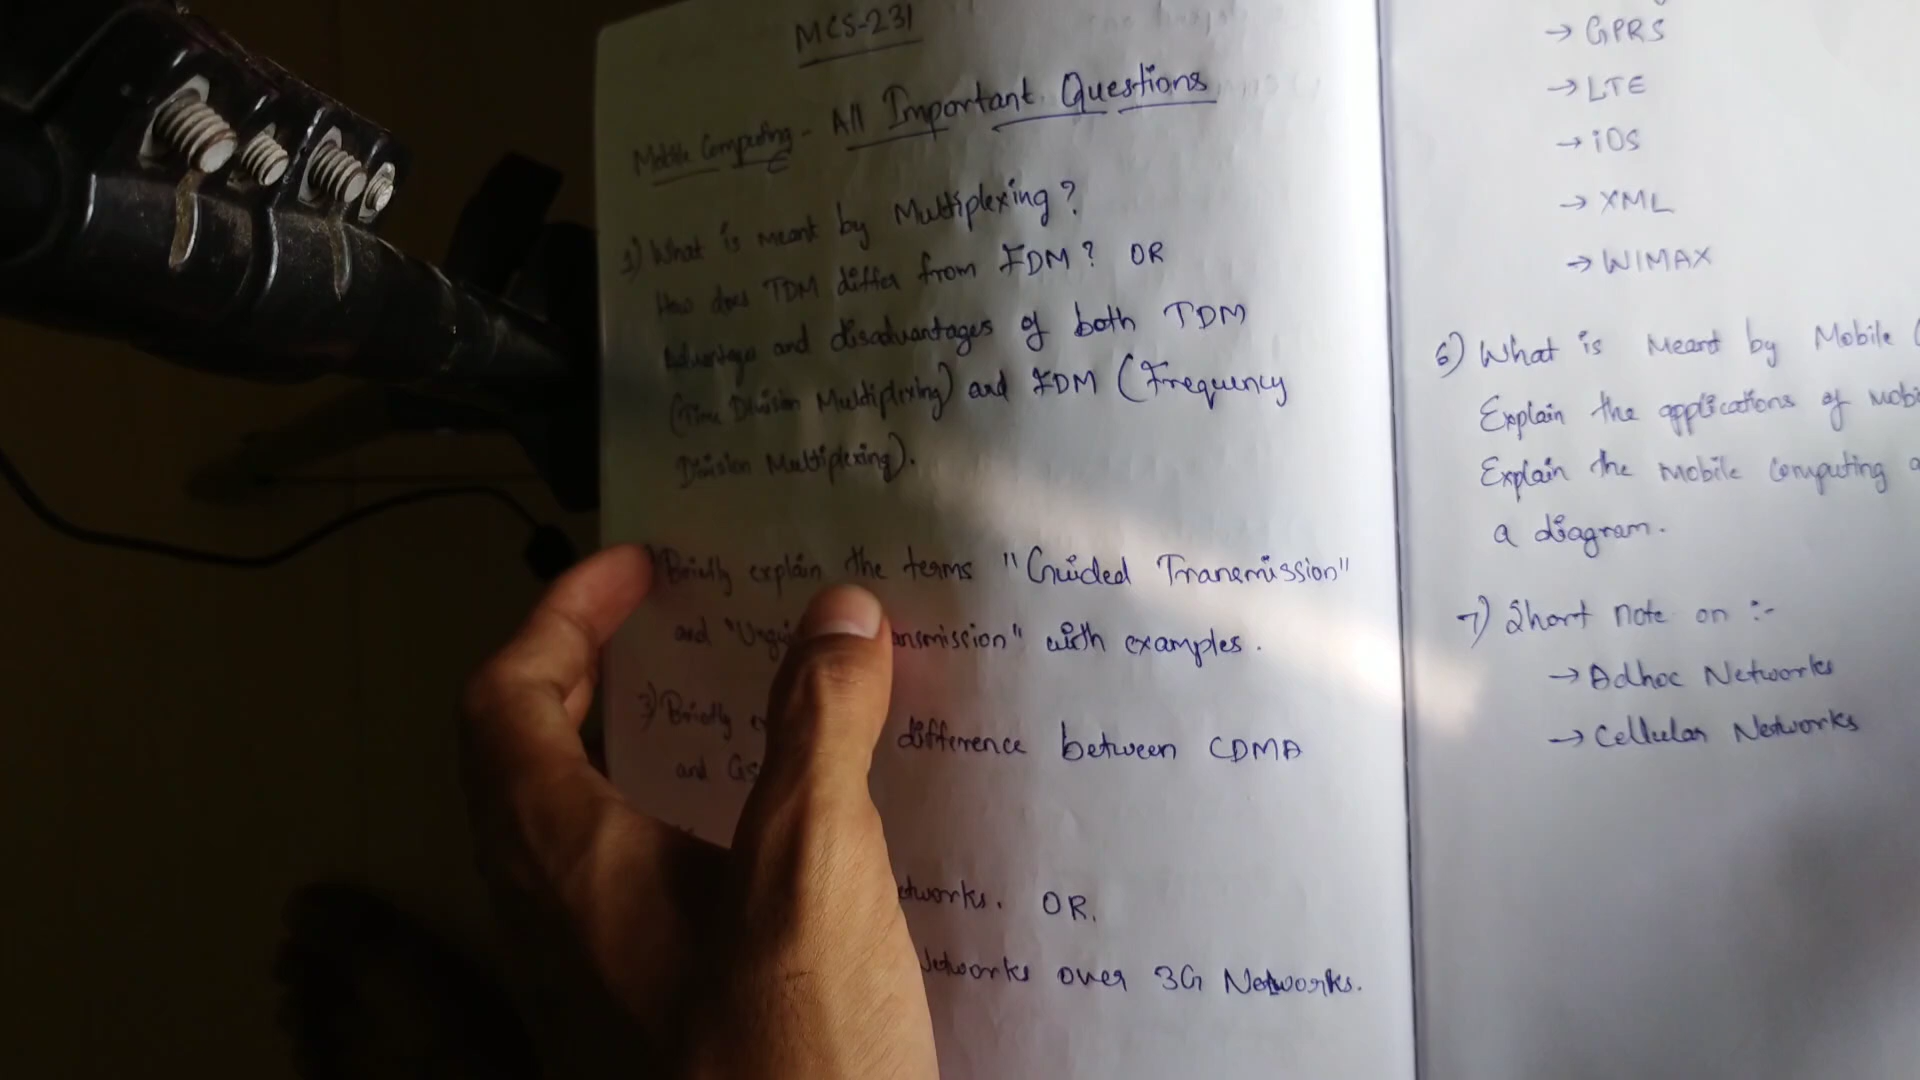 MCS-231
Mobile Computing - All Important Questions
1) What is meant by Multiplexing?
How does TDM differ from FDM? OR
Advantages and disadvantages of both TDM
(Time Division Multiplexing) and FDM (Frequency
Division Multiplexing).
Briefly explain the terms "Guided Transmission"
and with examples.
3) Briefly difference between CDMA
and
OR.
Networks over 3G Networks.
→ GPRS
→ LTE
→ iOS
→ XML
→ WIMAX
6) What is meant by Mobile
Explain the applications of
Explain the mobile computing
a diagram.
7) Short note on :-
→ Adhoc Networks
→ Cellular Networks